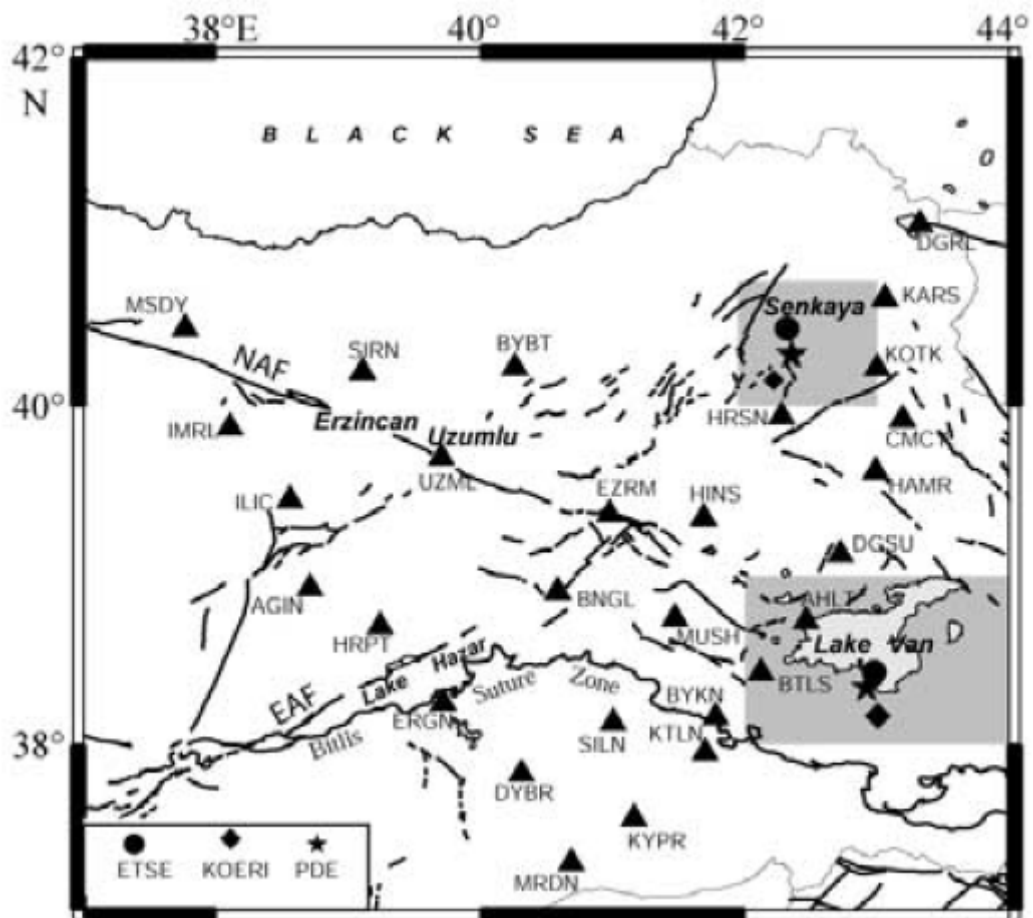 38°E 40° 42° 44°
42°
N
BLACK SEA
DGRL
MSDY
Senkaya
KARS
NAF
SIRN
BYBT
KOTK
40°
IMRL
Erzincan
Uzumlu
HRSN
CMCY
UZML
HAMR
ILIC
EZRM
HINS
DGSU
AGIN
BNGL
AHLT
HRPT
MUSH
Lake Van
Lake Hazar
BTLS
EAF
ERGN
Bitlis Suture Zone
BYKN
38°
SILN
KTLN
DYBR
KYPR
MRDN
ETSE KOERI PDE